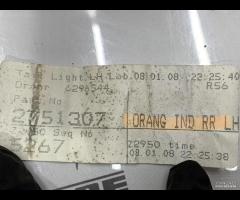 Tail Light LH Lab. 08.01.08 22:25:40
Order 6296544 R56
Part No
2751307 ORANG IND RR LH
Seq No
5267 Z2950 time
08.01.08 22:25:38